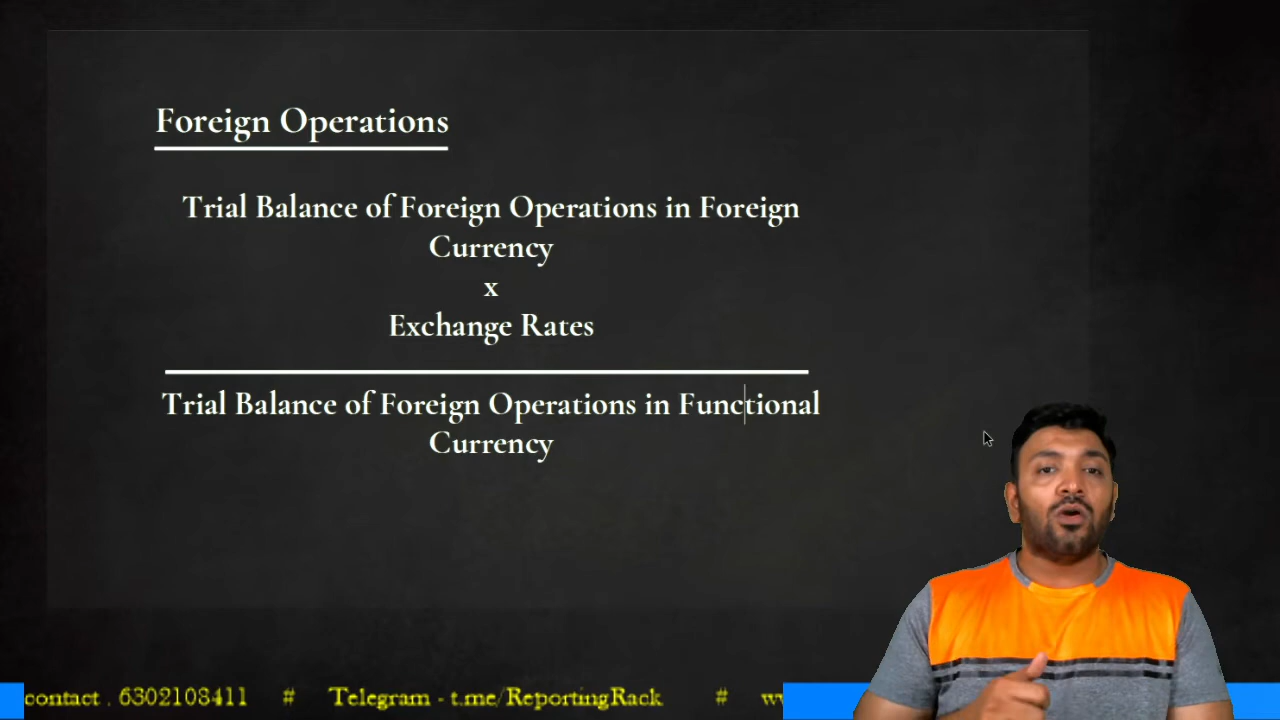 Foreign Operations
Trial Balance of Foreign Operations in Foreign
Currency
x
Exchange Rates
Trial Balance of Foreign Operations in Functional
Currency
contact . 6302108411 # Telegram - t.me/ReportingRack #